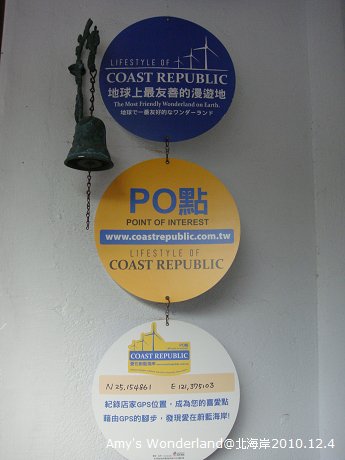 LIFESTYLE OF
COAST REPUBLIC
地球上最友善的漫遊地
The Most Friendly Wonderland on Earth.
地球で一番友好的なワンダーランド
PO點
POINT OF INTEREST
www.coastrepublic.com.tw
LIFESTYLE OF
COAST REPUBLIC
COAST REPUBLIC
N 25,154861 E 121,395103
紀錄店家GPS位置，成為您的喜愛點
藉由GPS的腳步，發現愛在蔚藍海岸!
Amy's Wonderland@北海岸2010.12.4